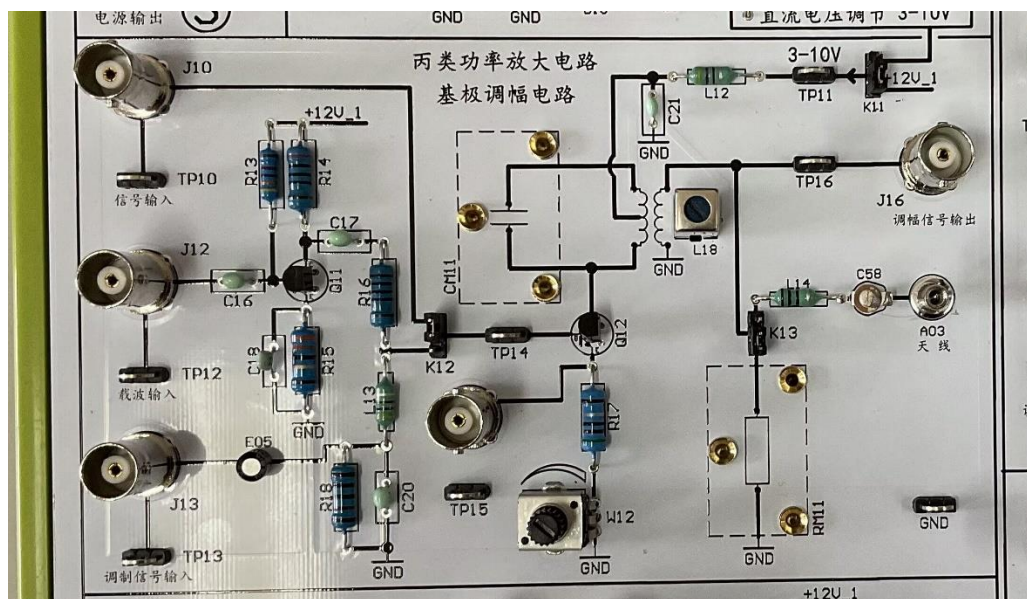 电源输出
GND
GND
直流电压调节 3-10V
J10
丙类功率放大电路
基极调幅电路
3-10V
+12V_1
L12
TP11
K11
+12V_1
C21
GND
R13
R14
TP10
信号输入
TP16
J16
调幅信号输出
J12
C17
Q11
C16
CM11
L18
GND
R16
L14
C58
A03
天线
K13
Q12
TP14
K12
C18
R15
TP12
载波输入
L13
R17
GND
E05
J13
R18
C20
TP15
W12
RM11
GND
TP13
调制信号输入
GND
GND
GND
+12V_1